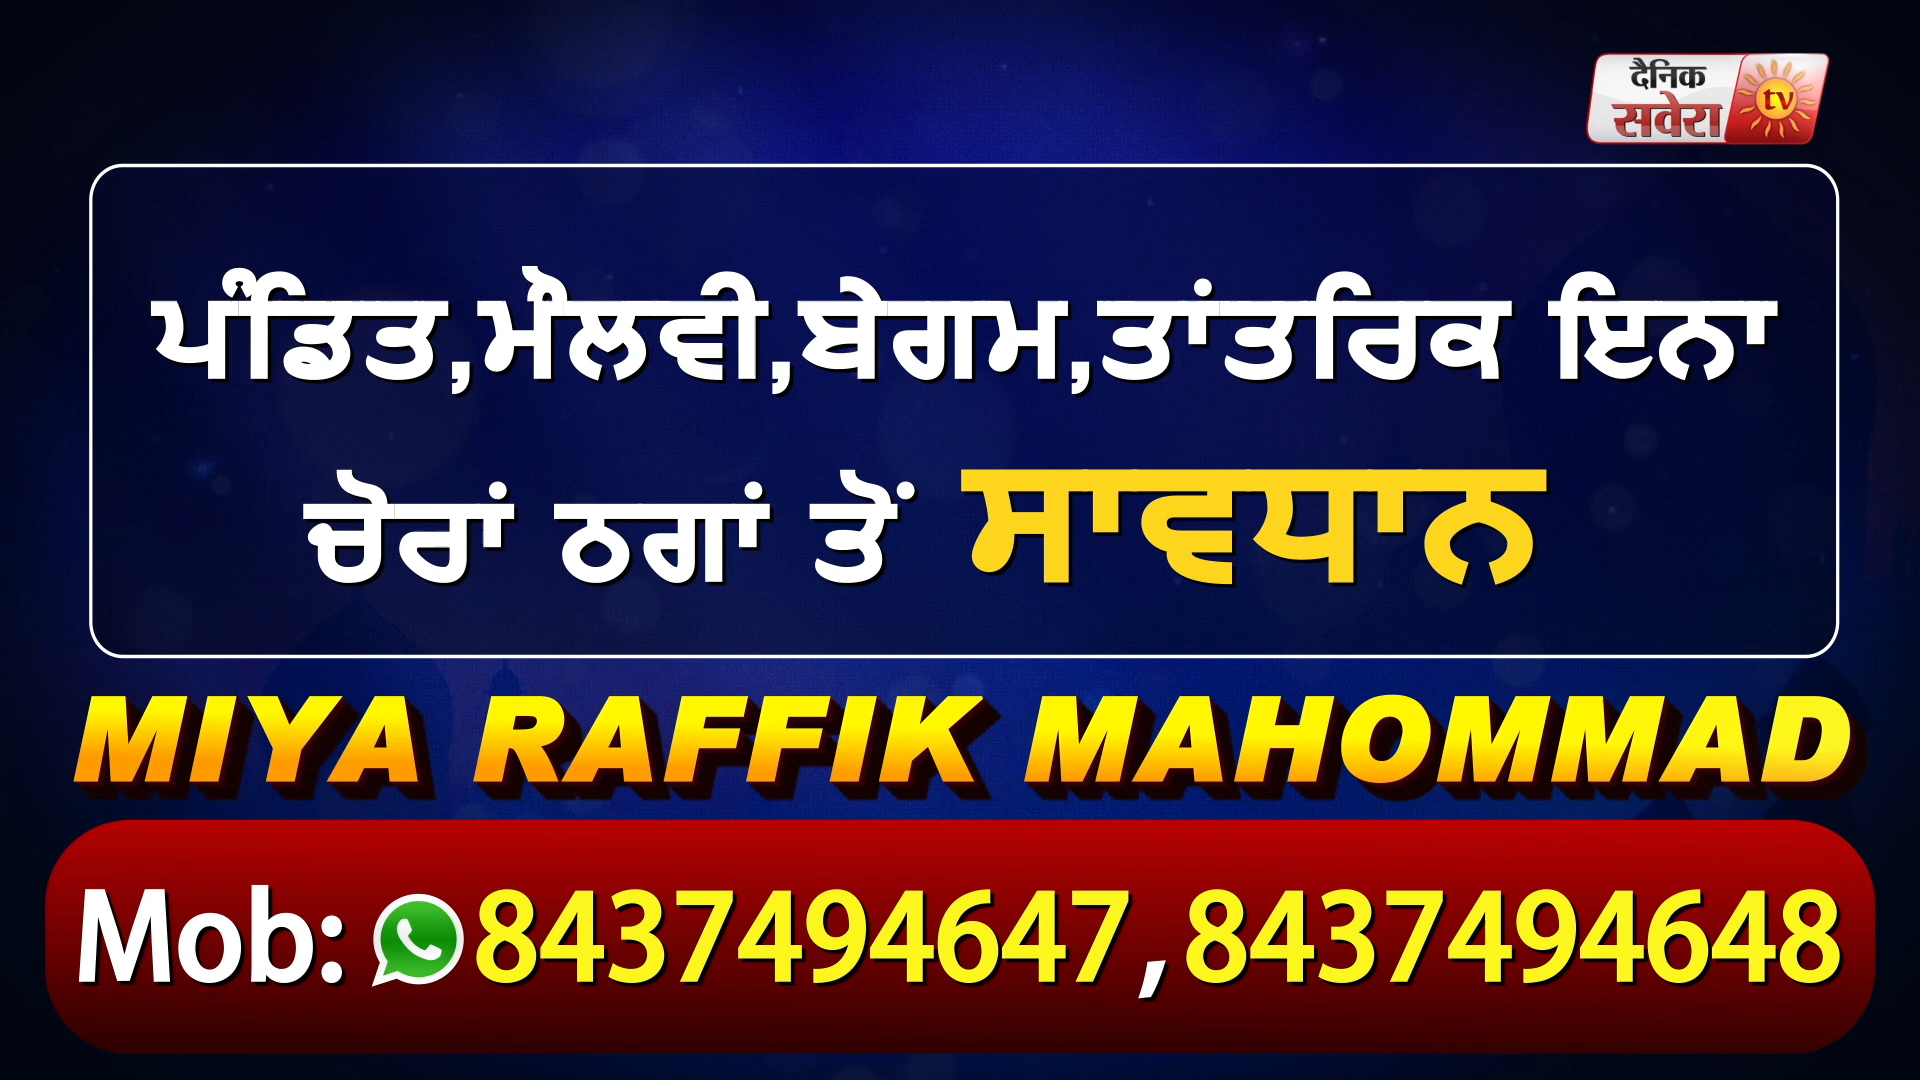 दैनिक
सवेरा tv
ਪੰਡਿਤ,ਮੌਲਵੀ,ਬੇਗਮ,ਤਾਂਤਰਿਕ ਇਨਾ
ਚੋਰਾਂ ਠਗਾਂ ਤੋਂ ਸਾਵਧਾਨ
MIYA RAFFIK MAHOMMAD
Mob: 8437494647, 8437494648